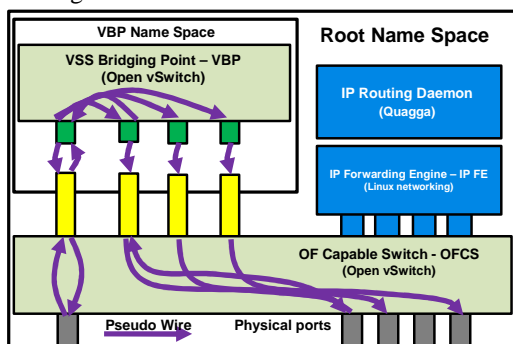 VBP Name Space
Root Name Space
VSS Bridging Point – VBP
(Open vSwitch)
IP Routing Daemon
(Quagga)
IP Forwarding Engine – IP FE
(Linux networking)
OF Capable Switch - OFCS
(Open vSwitch)
Pseudo Wire
Physical ports